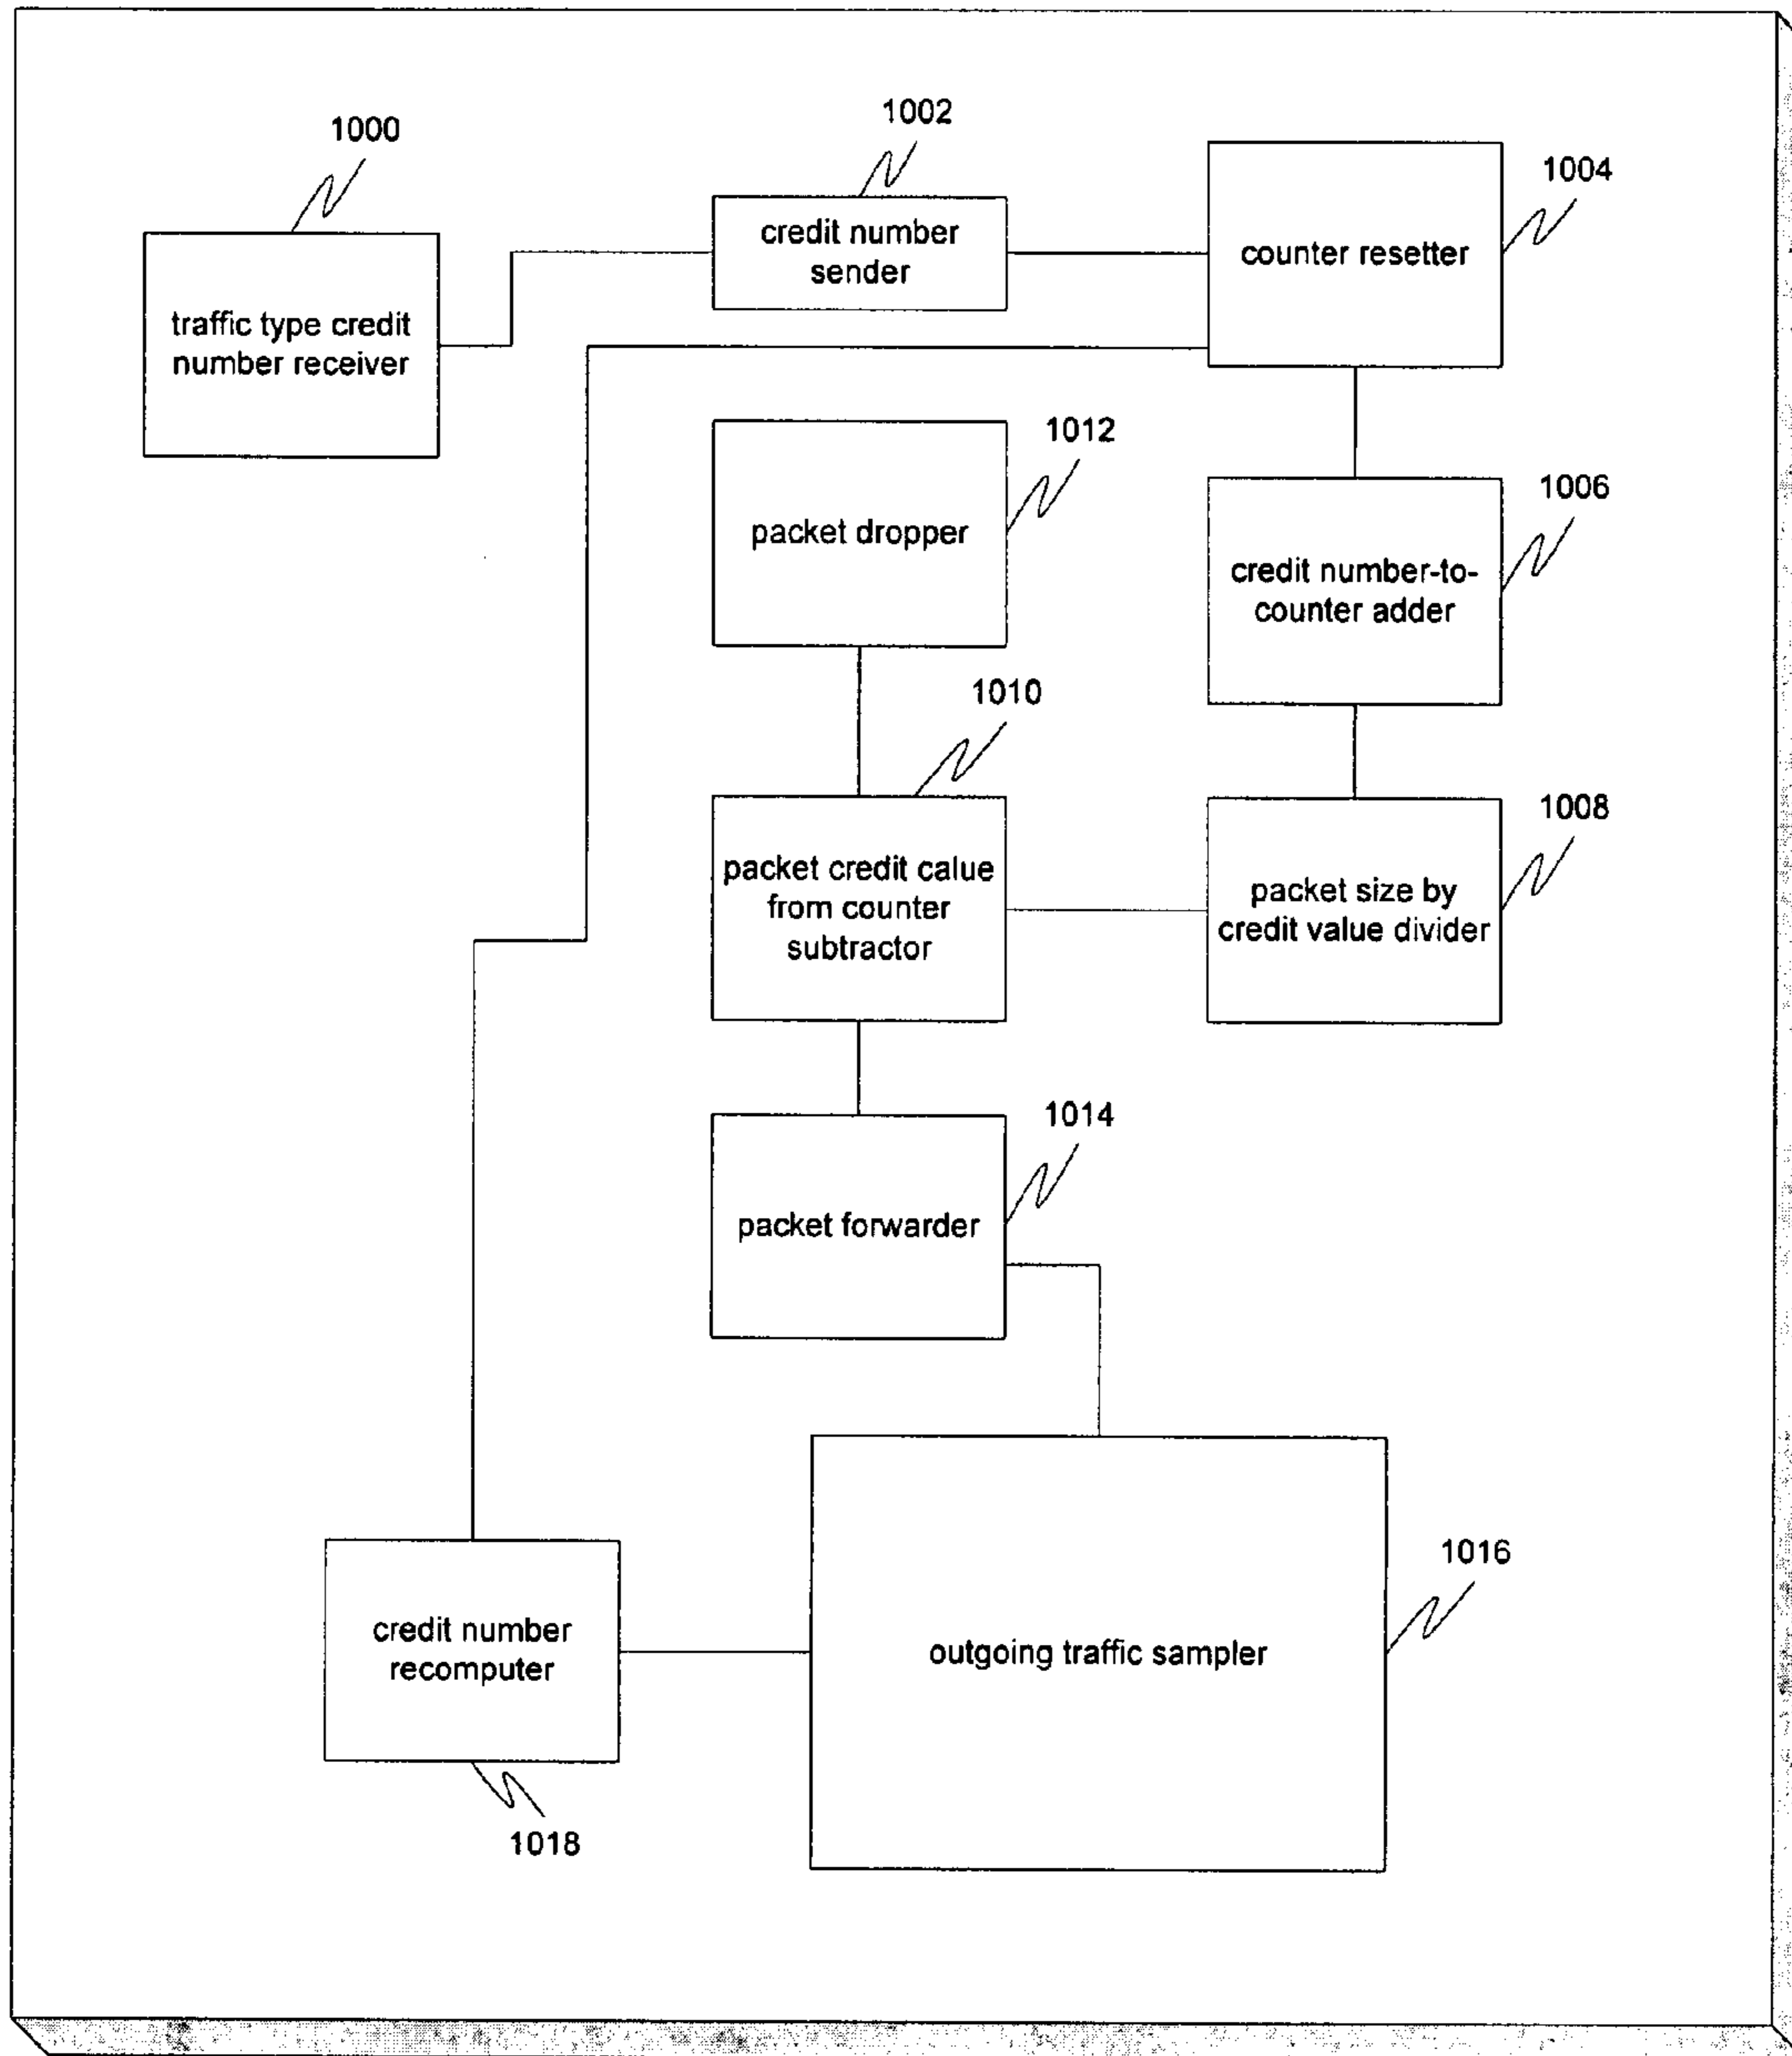 1000
1002
1004
traffic type credit
number receiver
credit number
sender
counter resetter
1012
1006
packet dropper
credit number-to-
counter adder
1010
1008
packet credit calue
from counter
subtractor
packet size by
credit value divider
1014
packet forwarder
1016
credit number
recomputer
outgoing traffic sampler
1018